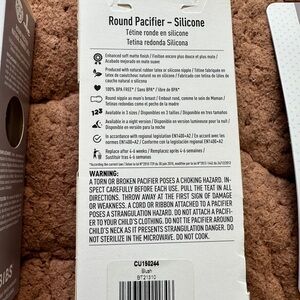 Round Pacifier – Silicone
Tétine ronde en silicone
Tetina redonda Silicona
Enhanced soft matte finish / Finition encore plus douce et plus mate /
Acabado mejorado en mate suave
Produced with natural rubber latex or silicone nipple / Tétine fabriquée en
latex de caoutchouc naturel ou en silicone / Fabricado con tetina de látex de
caucho natural o silicona
100% BPA FREE* / Sans BPA* / libre de BPA*
Round nipple as mom's breast / Embout rond, comme le sein de Maman /
Tetinas redondas como el pecho de la madre
Available in 3 sizes / Disponible en 3 tailles / Disponible en 3 tamaños
Available in a night version / Disponible en version nuit / Disponible en
versión para la noche
In accordance with regional legislation EN1400+A2 / En accord avec les
normes EN1400+A2 / Conforme con la legislación regional EN1400+A2
Replace after 4-6 weeks / Remplacez après 4-6 semaines /
Sustituir tras 4-6 semanas
WARNING:
A TORN OR BROKEN PACIFIER POSES A CHOKING HAZARD. IN-
SPECT CAREFULLY BEFORE EACH USE. PULL THE TEAT IN ALL
DIRECTIONS. THROW AWAY AT THE FIRST SIGN OF DAMAGE
OR WEAKNESS. A CORD OR RIBBON ATTACHED TO A PACIFIER
POSES A STRANGULATION HAZARD. DO NOT ATTACH A PACIFI-
ER TO YOUR CHILD'S CLOTHING. DO NOT TIE PACIFIER AROUND
CHILD'S NECK AS IT PRESENTS STRANGULATION DANGER. DO
NOT STERILIZE IN THE MICROWAVE. DO NOT COOK.
CU150266
Blush
BT21310
BIBS